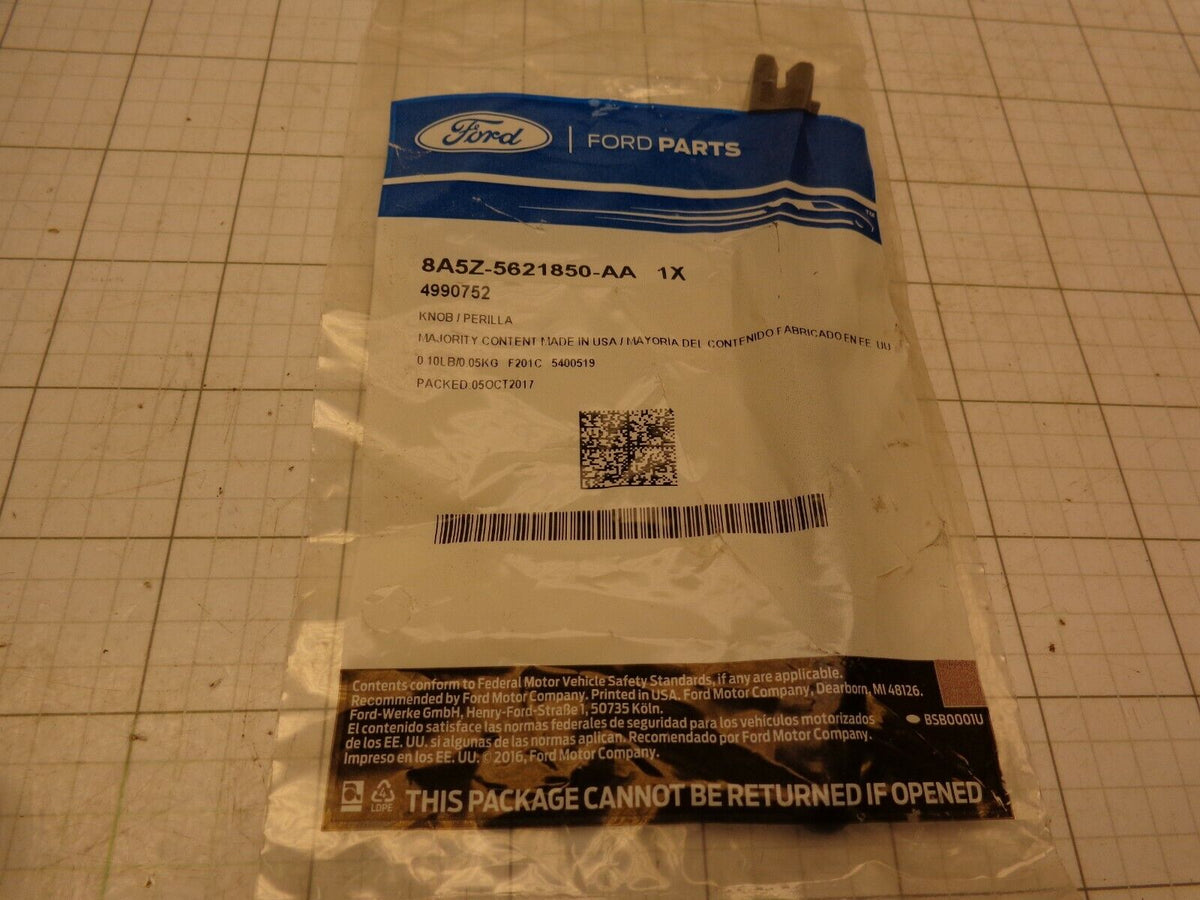 Ford | FORD PARTS
TM
8A5Z-5621850-AA 1X
4990752
KNOB / PERILLA
MAJORITY CONTENT MADE IN USA / MAYORIA DEL CONTENIDO FABRICADO EN EE. UU
0.10LB/0.05KG F201C 5400519
PACKED:05OCT2017
Contents conform to Federal Motor Vehicle Safety Standards, if any are applicable.
Recommended by Ford Motor Company. Printed in USA. Ford Motor Company, Dearborn, MI 48126.
Ford-Werke GmbH, Henry-Ford-Straße 1, 50735 Köln.
El contenido satisface las normas federales de seguridad para los vehículos motorizados
de los EE. UU. si algunas de las normas aplican. Recomendado por Ford Motor Company.
Impreso en los EE. UU. © 2016, Ford Motor Company.
BSB0001U
4
LDPE
THIS PACKAGE CANNOT BE RETURNED IF OPENED